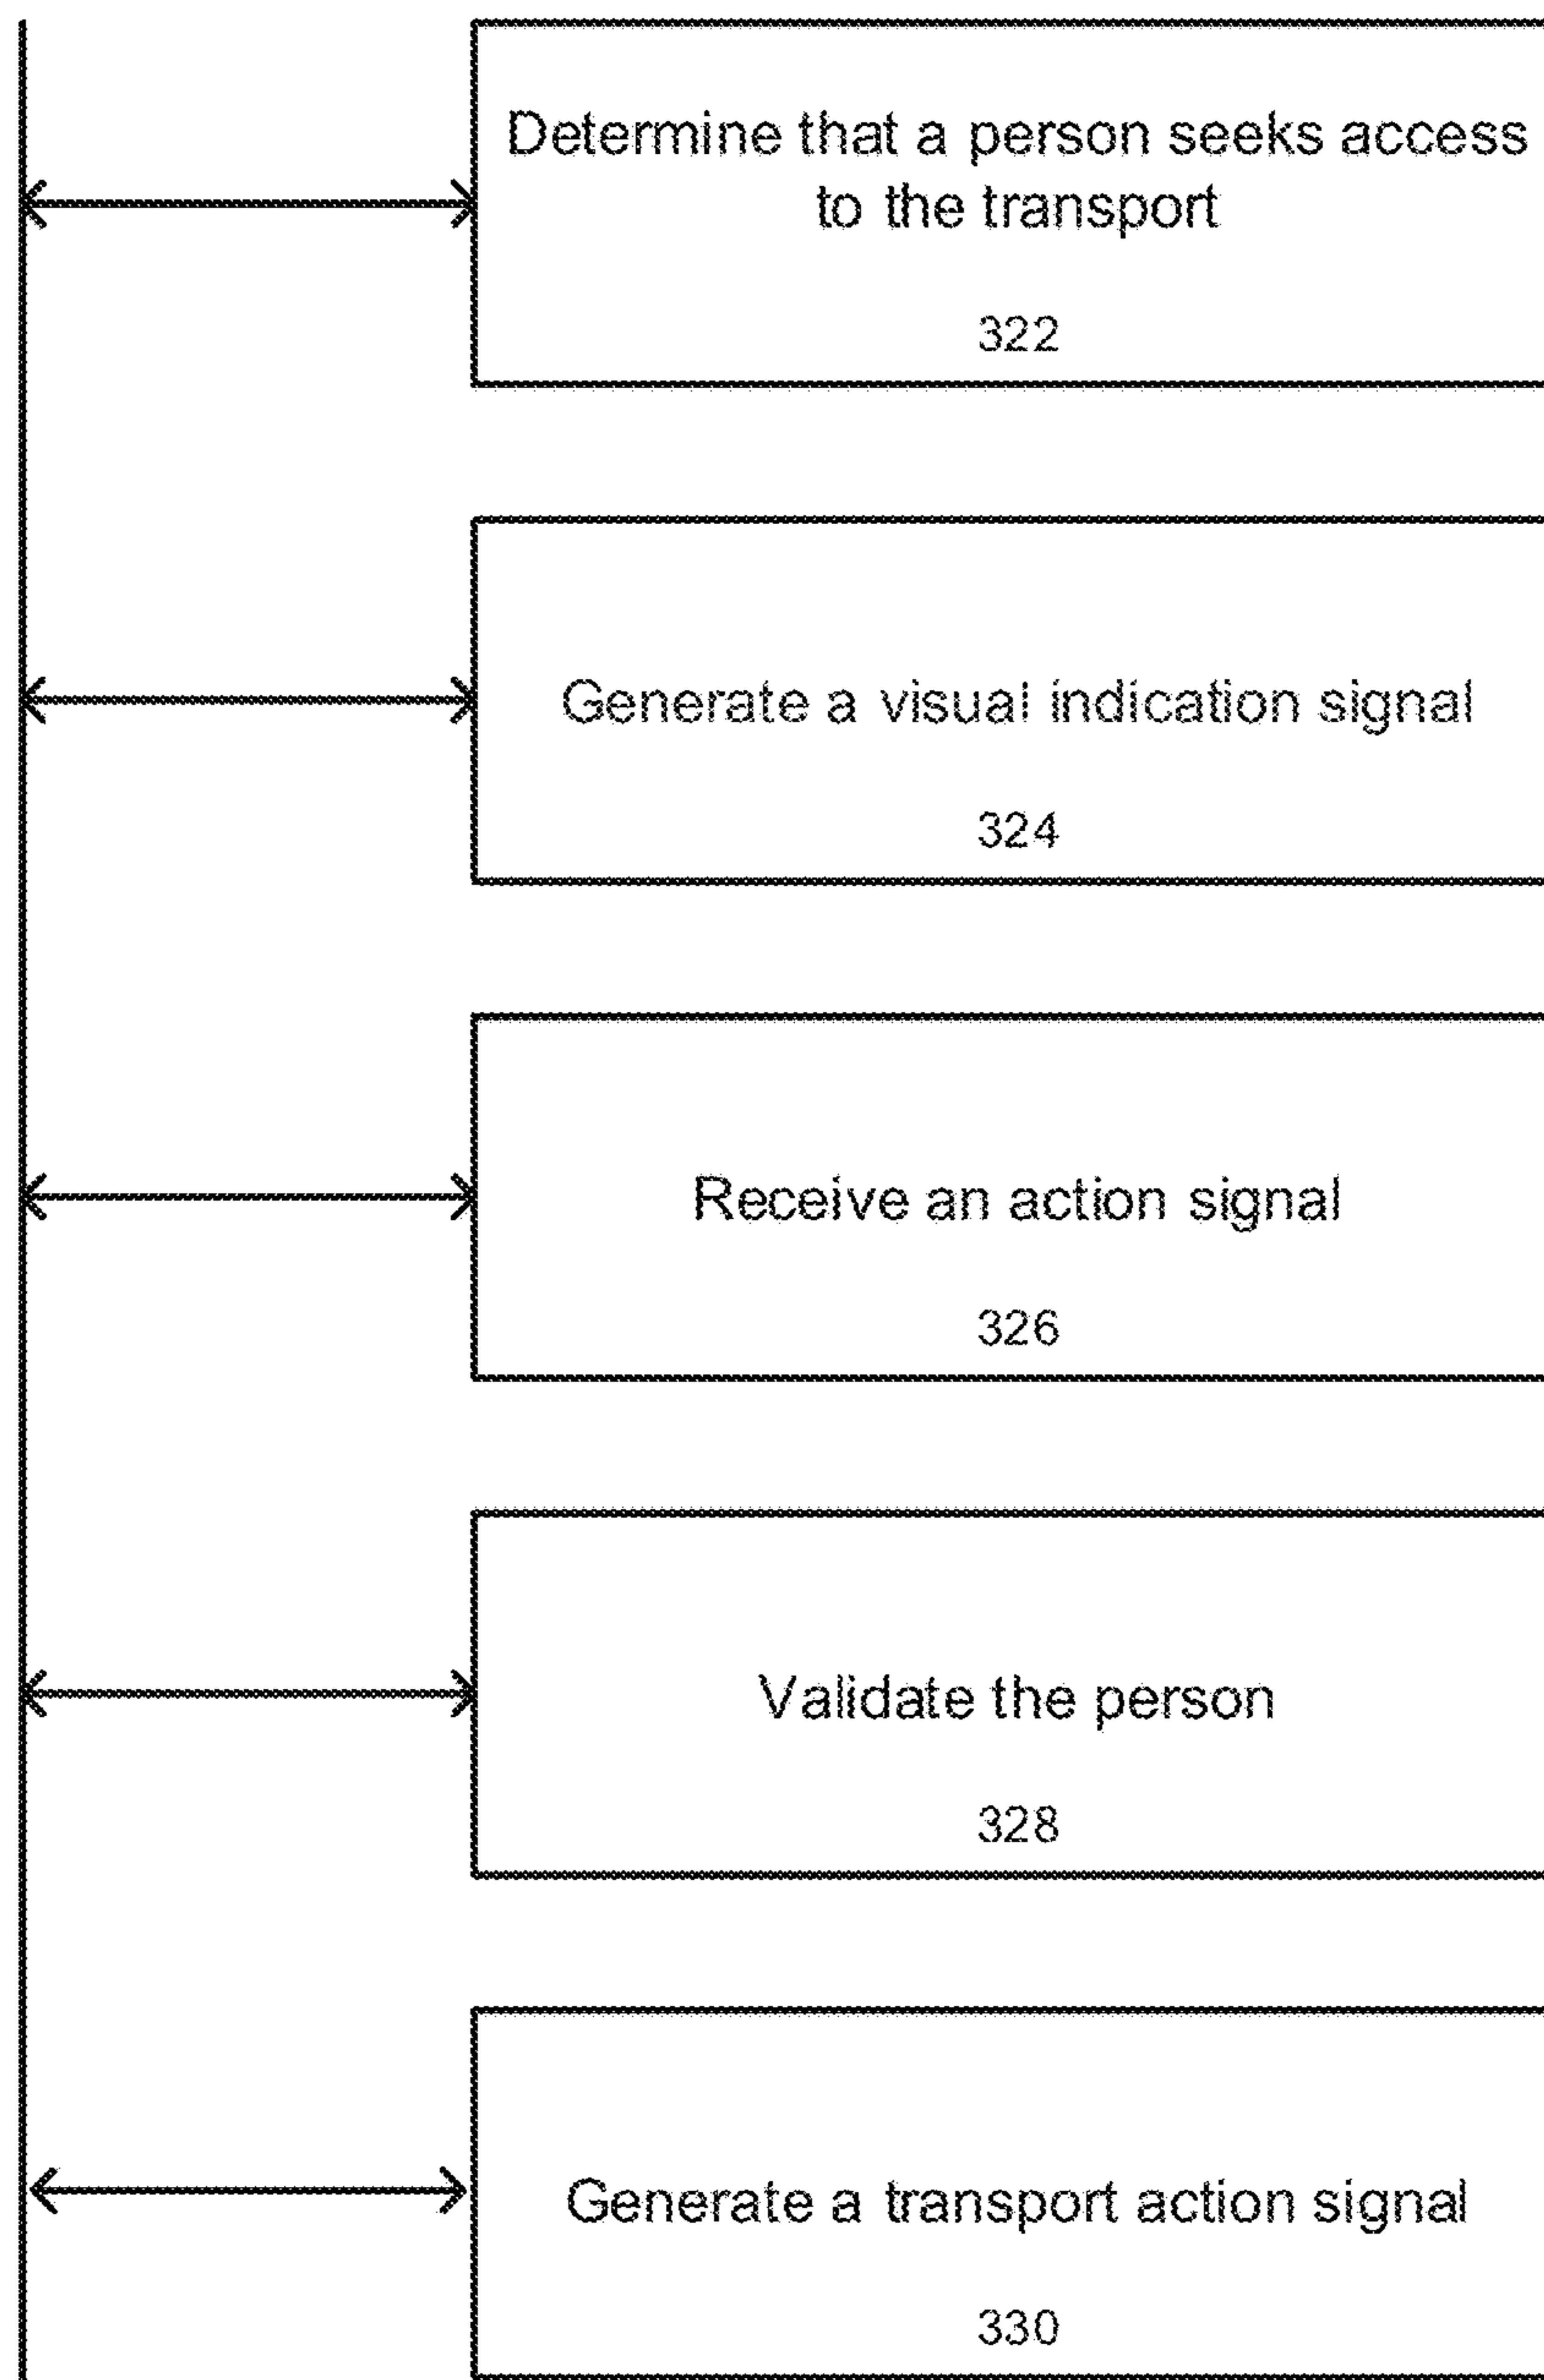 Determine that a person seeks access
to the transport
322
Generate a visual indication signal
324
Receive an action signal
326
Validate the person
328
Generate a transport action signal
330